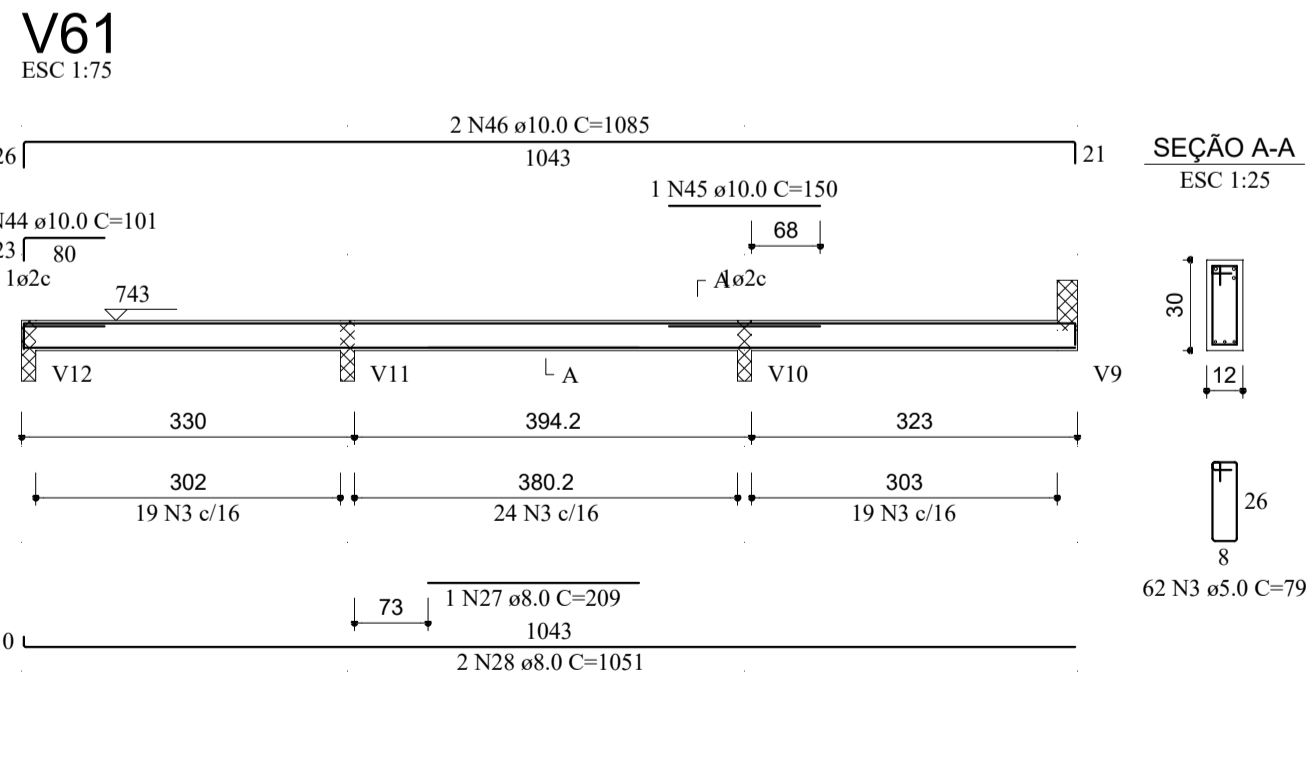 V61
ESC 1:75
2 N46 ø10.0 C=1085
26
1043
21
SEÇÃO A-A
ESC 1:25
1 N45 ø10.0 C=150
N44 ø10.0 C=101
68
23
80
1ø2c
A
1ø2c
743
30
V12
V11
A
V10
V9
12
330
394.2
323
302
380.2
303
19 N3 c/16
24 N3 c/16
19 N3 c/16
26
8
62 N3 ø5.0 C=79
1 N27 ø8.0 C=209
73
1043
0
2 N28 ø8.0 C=1051